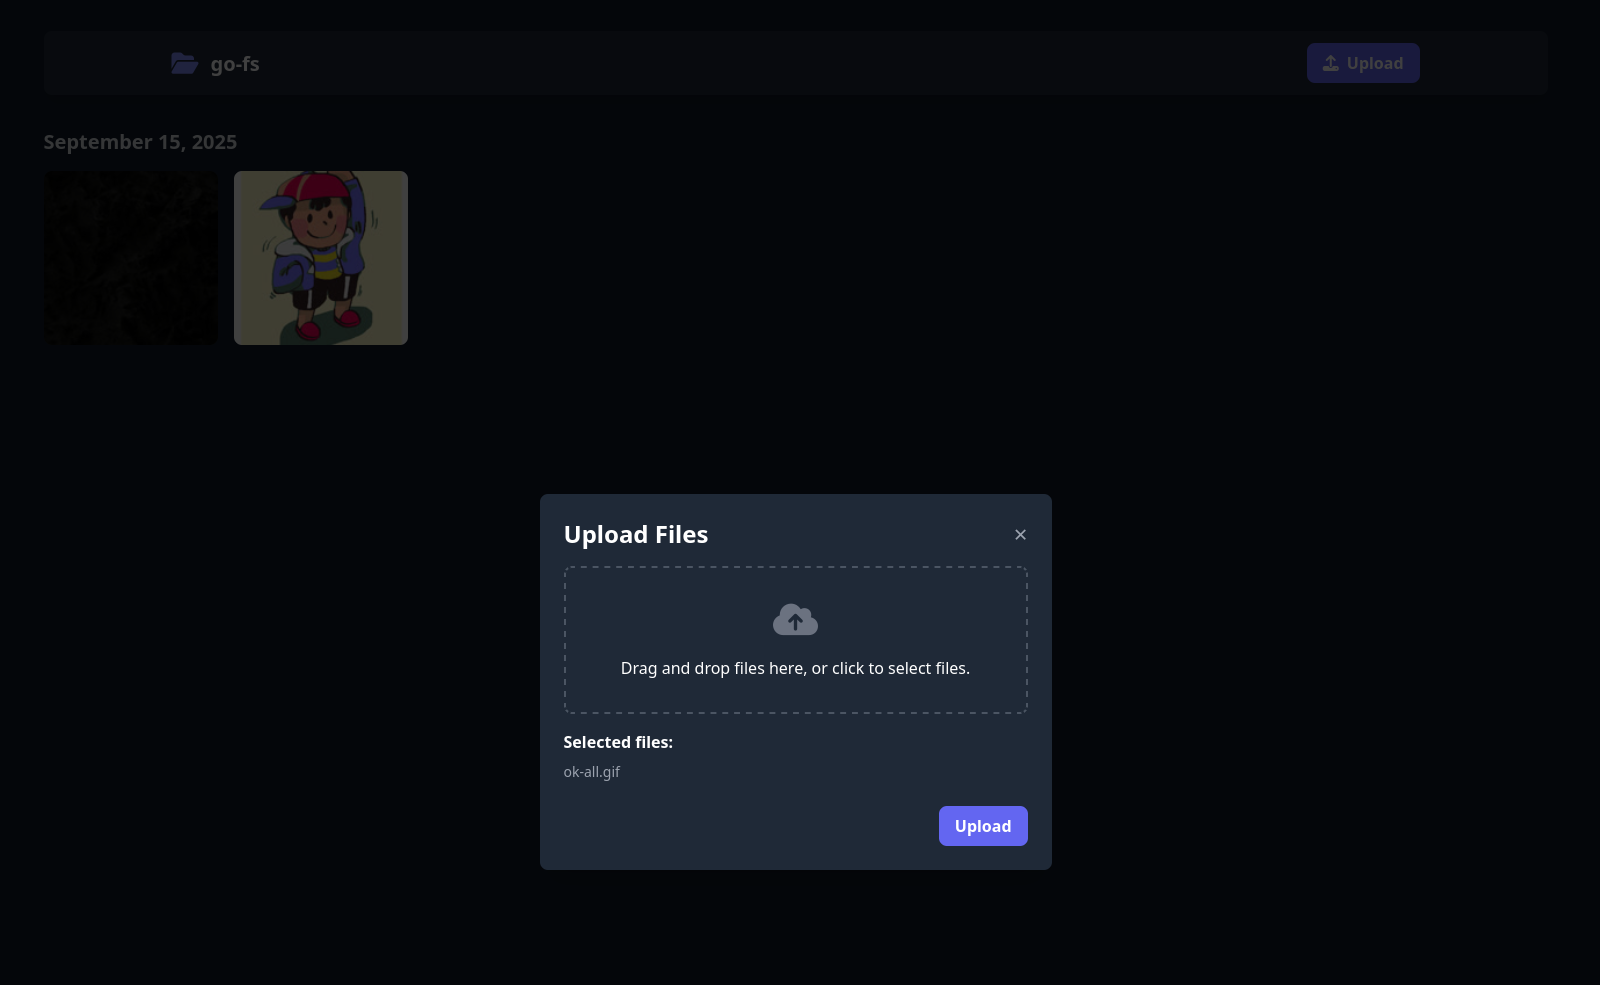 go-fs
Upload
September 15, 2025
Upload Files
×
Drag and drop files here, or click to select files.
Selected files:
ok-all.gif
Upload